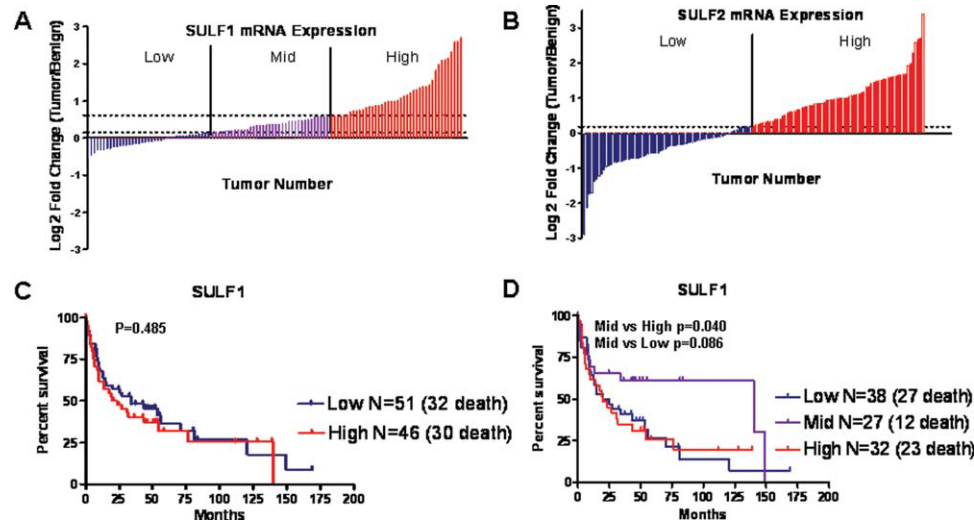 A
SULF1 mRNA Expression
Low
Mid
High
Log 2 Fold Change (Tumor/Benign)
3
2
1
0
-1
-2
-3
Tumor Number
B
SULF2 mRNA Expression
Low
High
Log 2 Fold Change (Tumor/Benign)
3
2
1
0
-1
-2
-3
Tumor Number
C
SULF1
P=0.485
Percent survival
100
75
50
25
0
0 25 50 75 100 125 150 175 200
Months
Low N=51 (32 death)
High N=46 (30 death)
D
SULF1
Mid vs High p=0.040
Mid vs Low p=0.086
Percent survival
100
75
50
25
0
0 25 50 75 100 125 150 175 200
Months
Low N=38 (27 death)
Mid N=27 (12 death)
High N=32 (23 death)